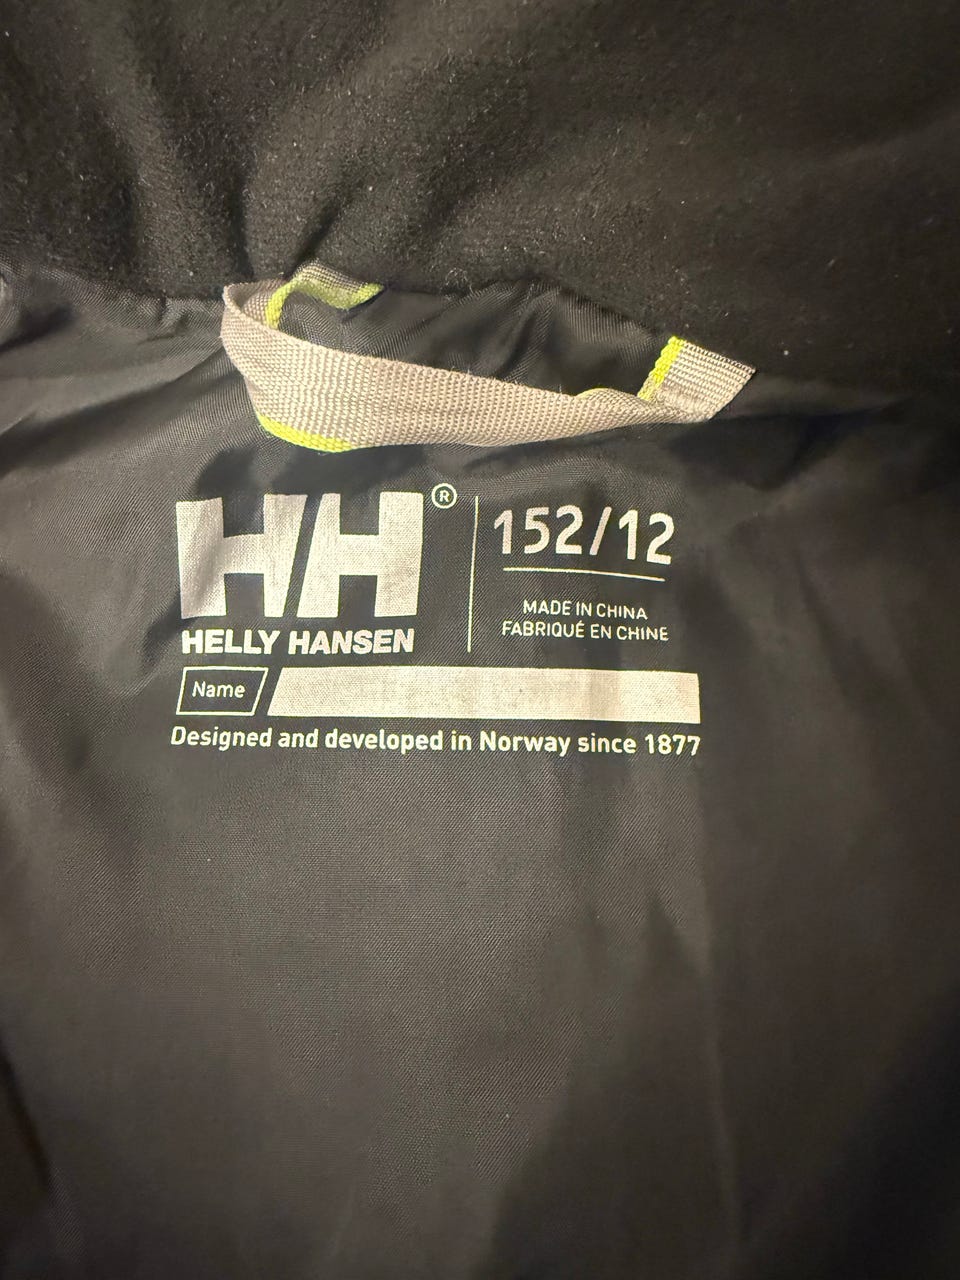 HH®
HELLY HANSEN
152/12
MADE IN CHINA
FABRIQUÉ EN CHINE
Name
Designed and developed in Norway since 1877